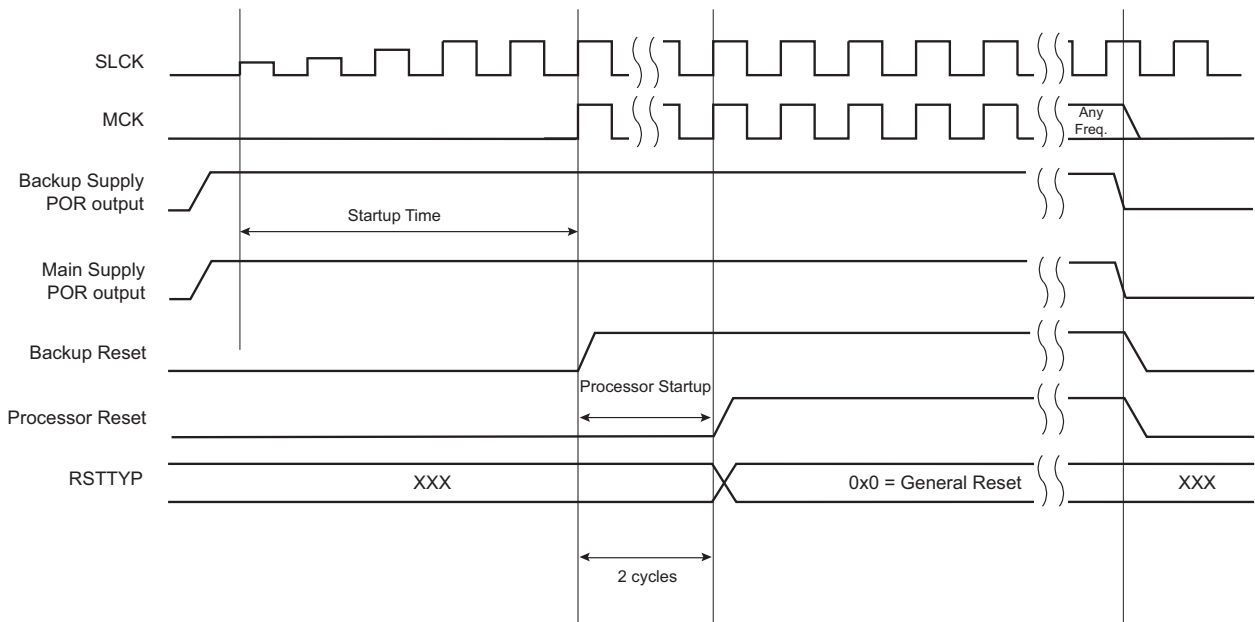 SLCK
MCK
Any
Freq.
Backup Supply
POR output
Startup Time
Main Supply
POR output
Backup Reset
Processor Startup
Processor Reset
RSTTYP
XXX
0x0 = General Reset
XXX
2 cycles